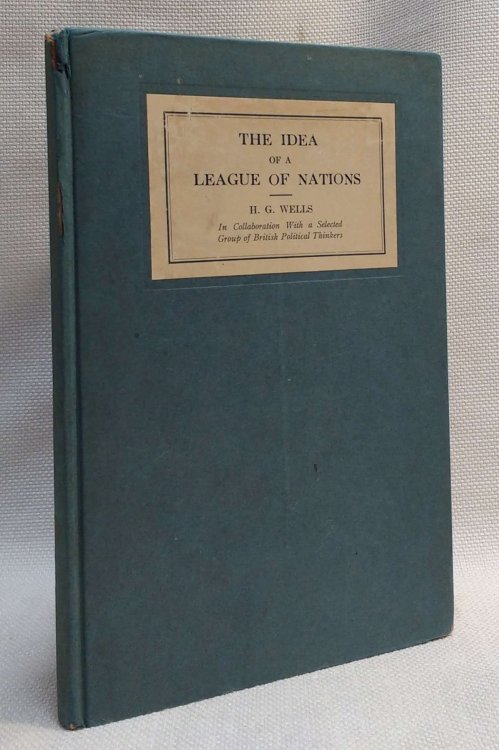 THE IDEA
OF A
LEAGUE OF NATIONS
H. G. WELLS
In Collaboration With a Selected
Group of British Political Thinkers